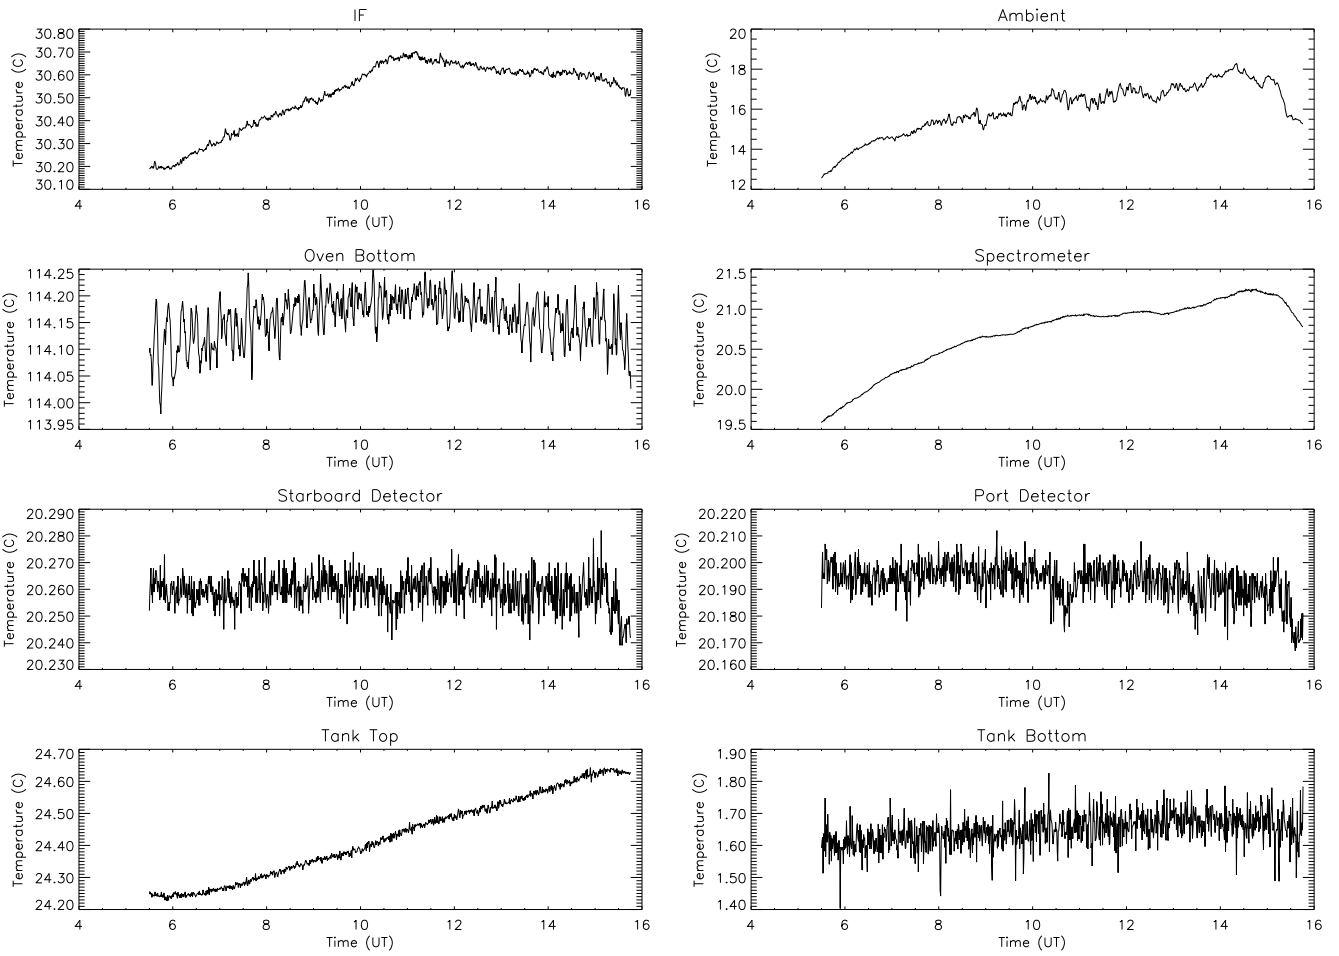 IF
30.80
30.70
30.60
30.50
30.40
30.30
30.20
30.10
Temperature (C)
4 6 8 10 12 14 16
Time (UT)
Ambient
20
18
16
14
12
Temperature (C)
4 6 8 10 12 14 16
Time (UT)
Oven Bottom
114.25
114.20
114.15
114.10
114.05
114.00
113.95
Temperature (C)
4 6 8 10 12 14 16
Time (UT)
Spectrometer
21.5
21.0
20.5
20.0
19.5
Temperature (C)
4 6 8 10 12 14 16
Time (UT)
Starboard Detector
20.290
20.280
20.270
20.260
20.250
20.240
20.230
Temperature (C)
4 6 8 10 12 14 16
Time (UT)
Port Detector
20.220
20.210
20.200
20.190
20.180
20.170
20.160
Temperature (C)
4 6 8 10 12 14 16
Time (UT)
Tank Top
24.70
24.60
24.50
24.40
24.30
24.20
Temperature (C)
4 6 8 10 12 14 16
Time (UT)
Tank Bottom
1.90
1.80
1.70
1.60
1.50
1.40
Temperature (C)
4 6 8 10 12 14 16
Time (UT)